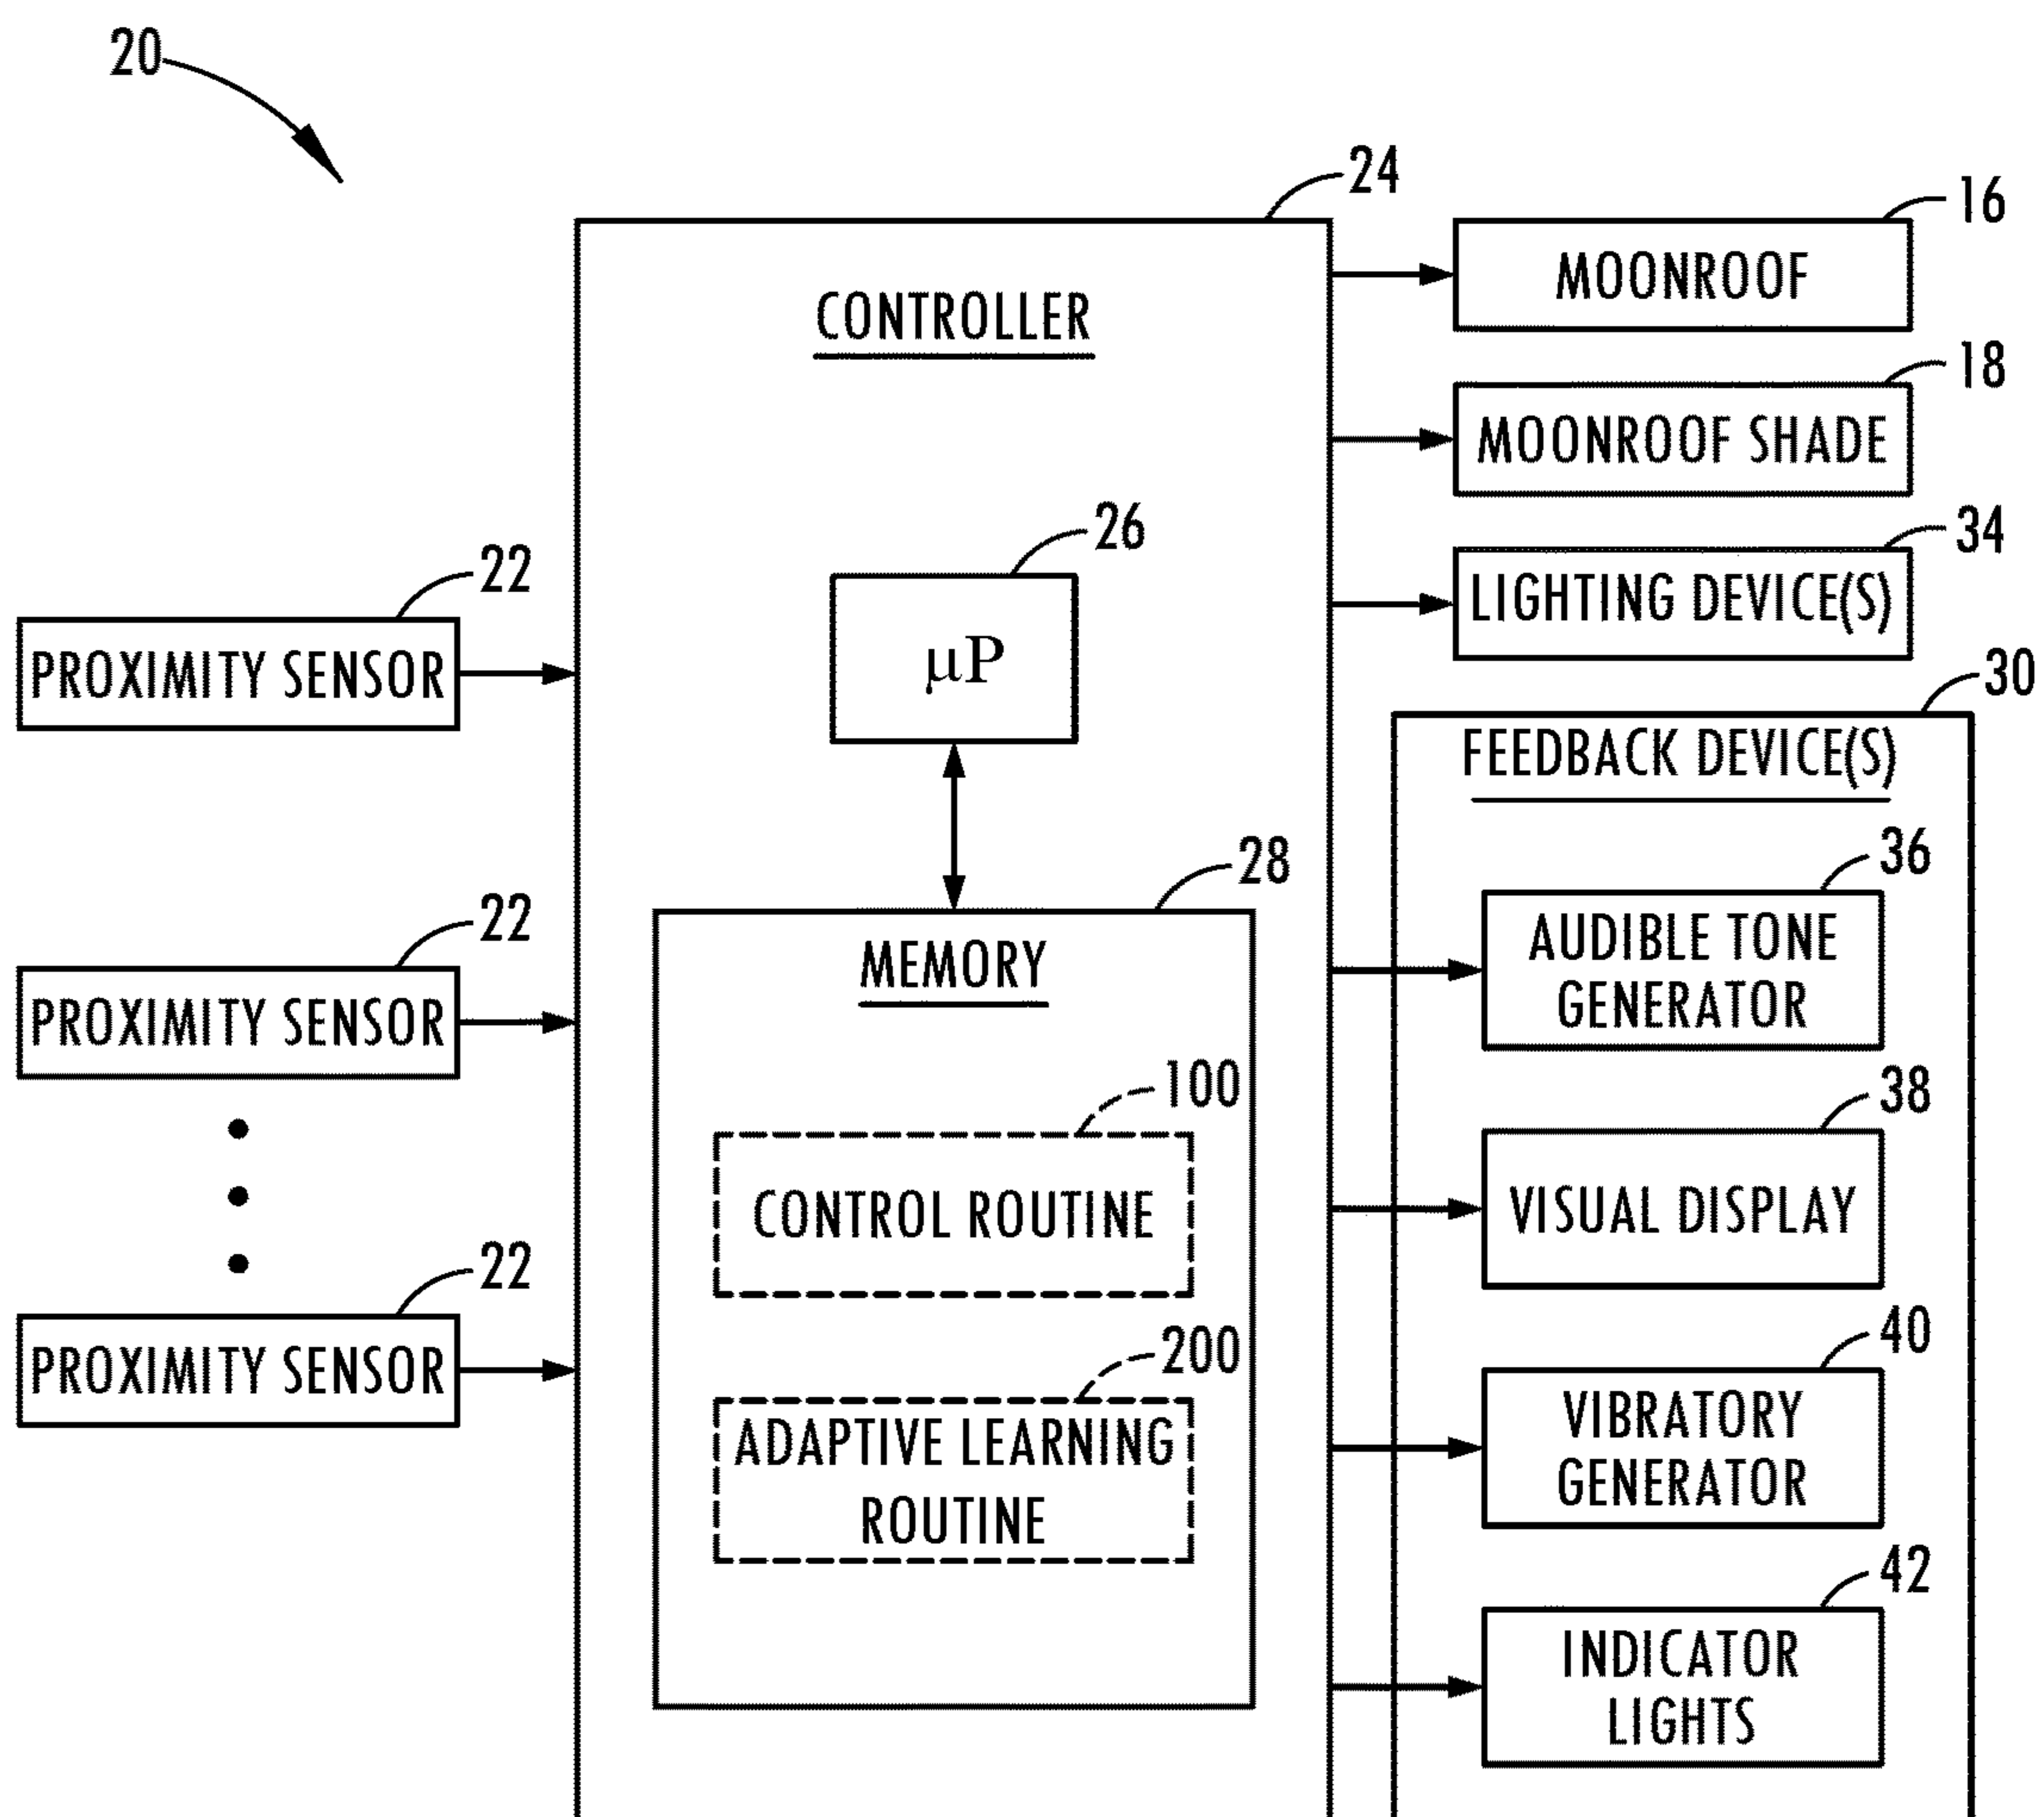 20
24
CONTROLLER
16
MOONROOF
18
MOONROOF SHADE
34
LIGHTING DEVICE(S)
26
μP
22
PROXIMITY SENSOR
22
PROXIMITY SENSOR
22
PROXIMITY SENSOR
28
MEMORY
100
CONTROL ROUTINE
200
ADAPTIVE LEARNING
ROUTINE
30
FEEDBACK DEVICE(S)
36
AUDIBLE TONE
GENERATOR
38
VISUAL DISPLAY
40
VIBRATORY
GENERATOR
42
INDICATOR
LIGHTS